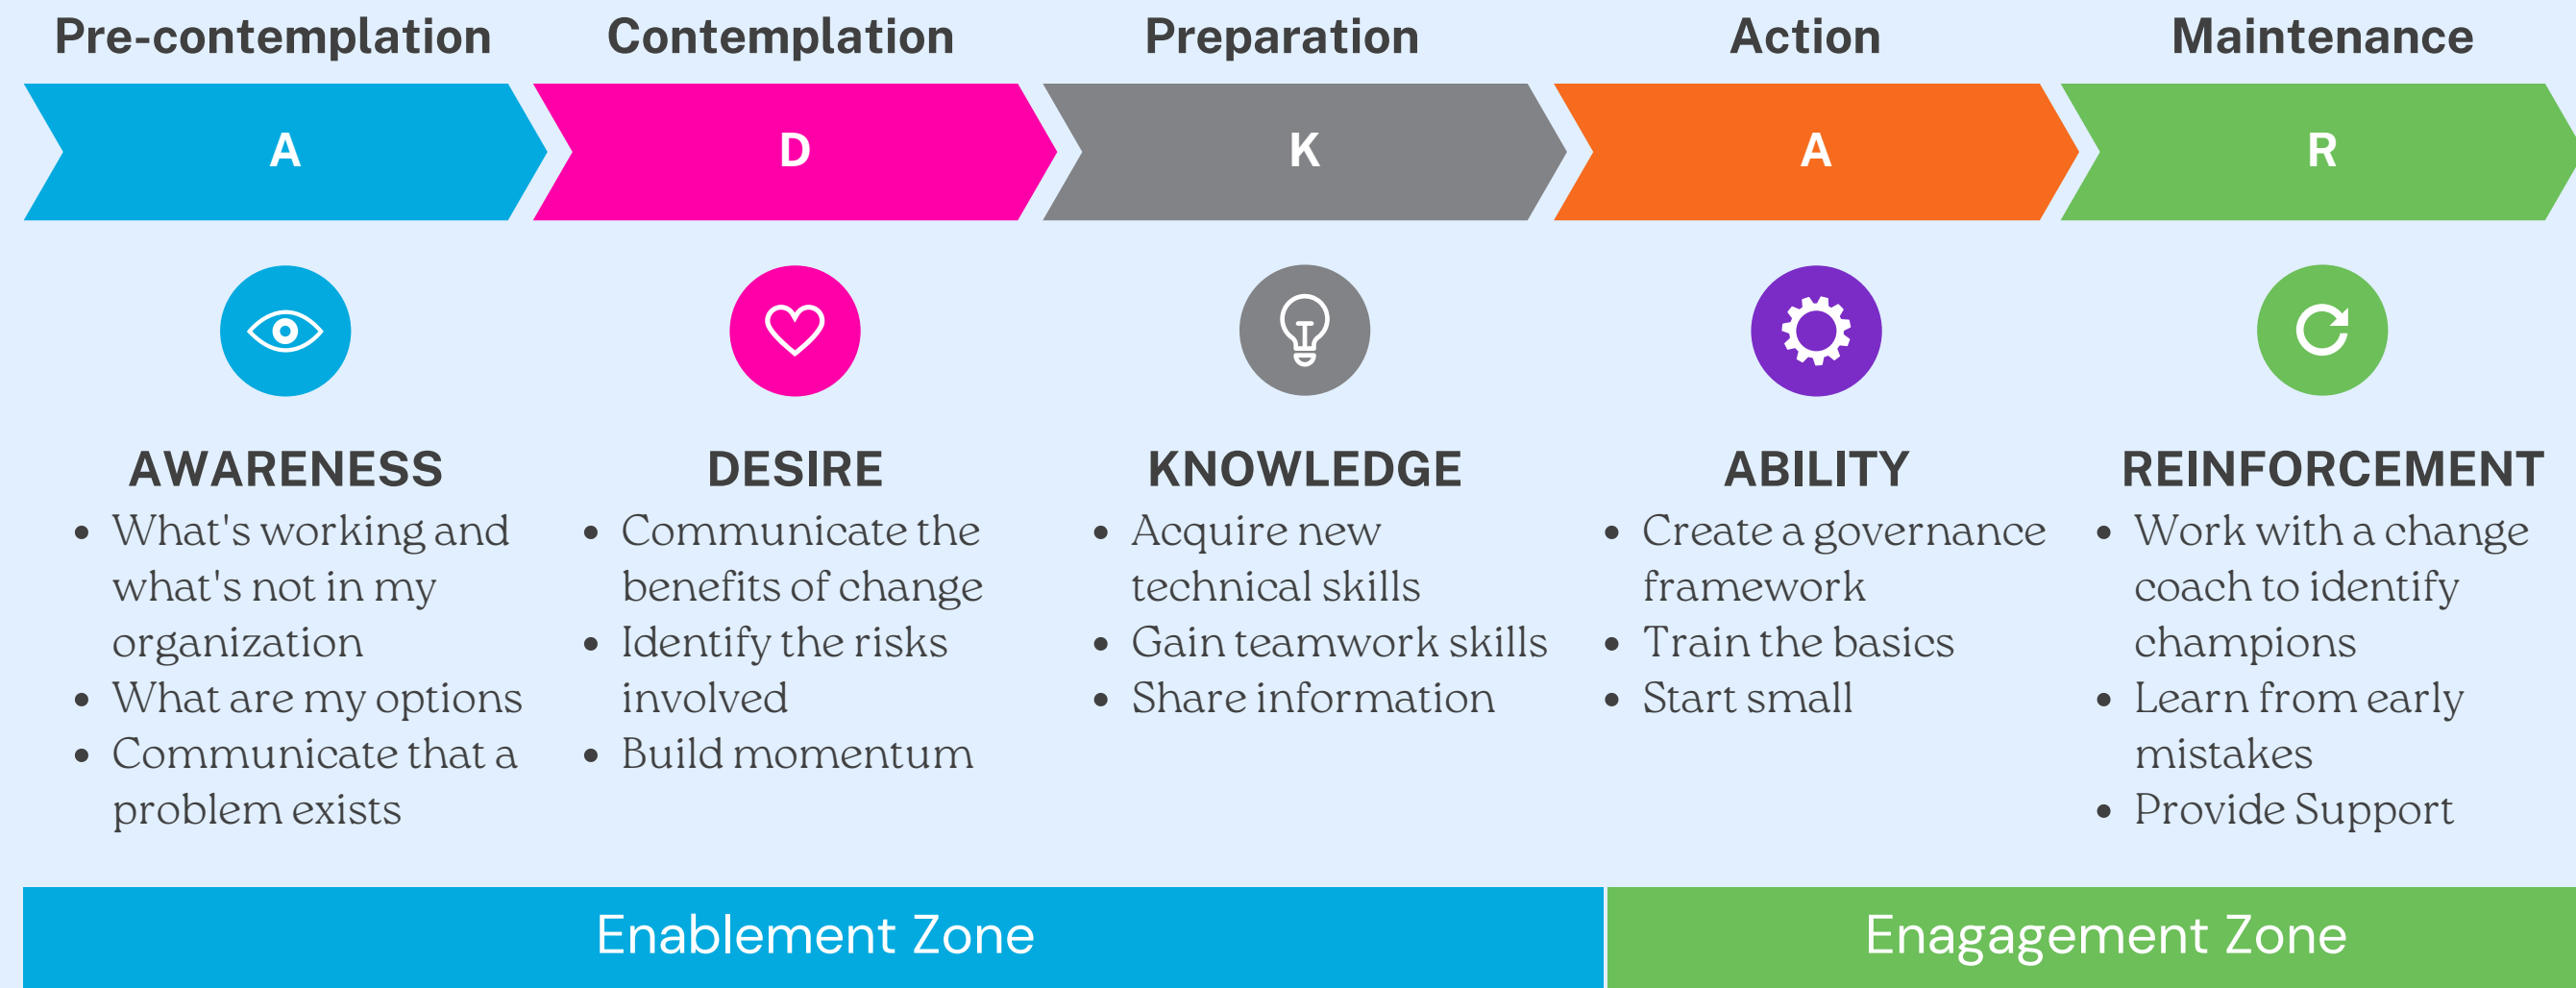 Pre-contemplation
Contemplation
Preparation
Action
Maintenance
A
D
K
A
R
AWARENESS
• What's working and
what's not in my
organization
• What are my options
• Communicate that a
problem exists
DESIRE
• Communicate the
benefits of change
• Identify the risks
involved
• Build momentum
KNOWLEDGE
• Acquire new
technical skills
• Gain teamwork skills
• Share information
ABILITY
• Create a governance
framework
• Train the basics
• Start small
REINFORCEMENT
• Work with a change
coach to identify
champions
• Learn from early
mistakes
• Provide Support
Enablement Zone
Enagagement Zone